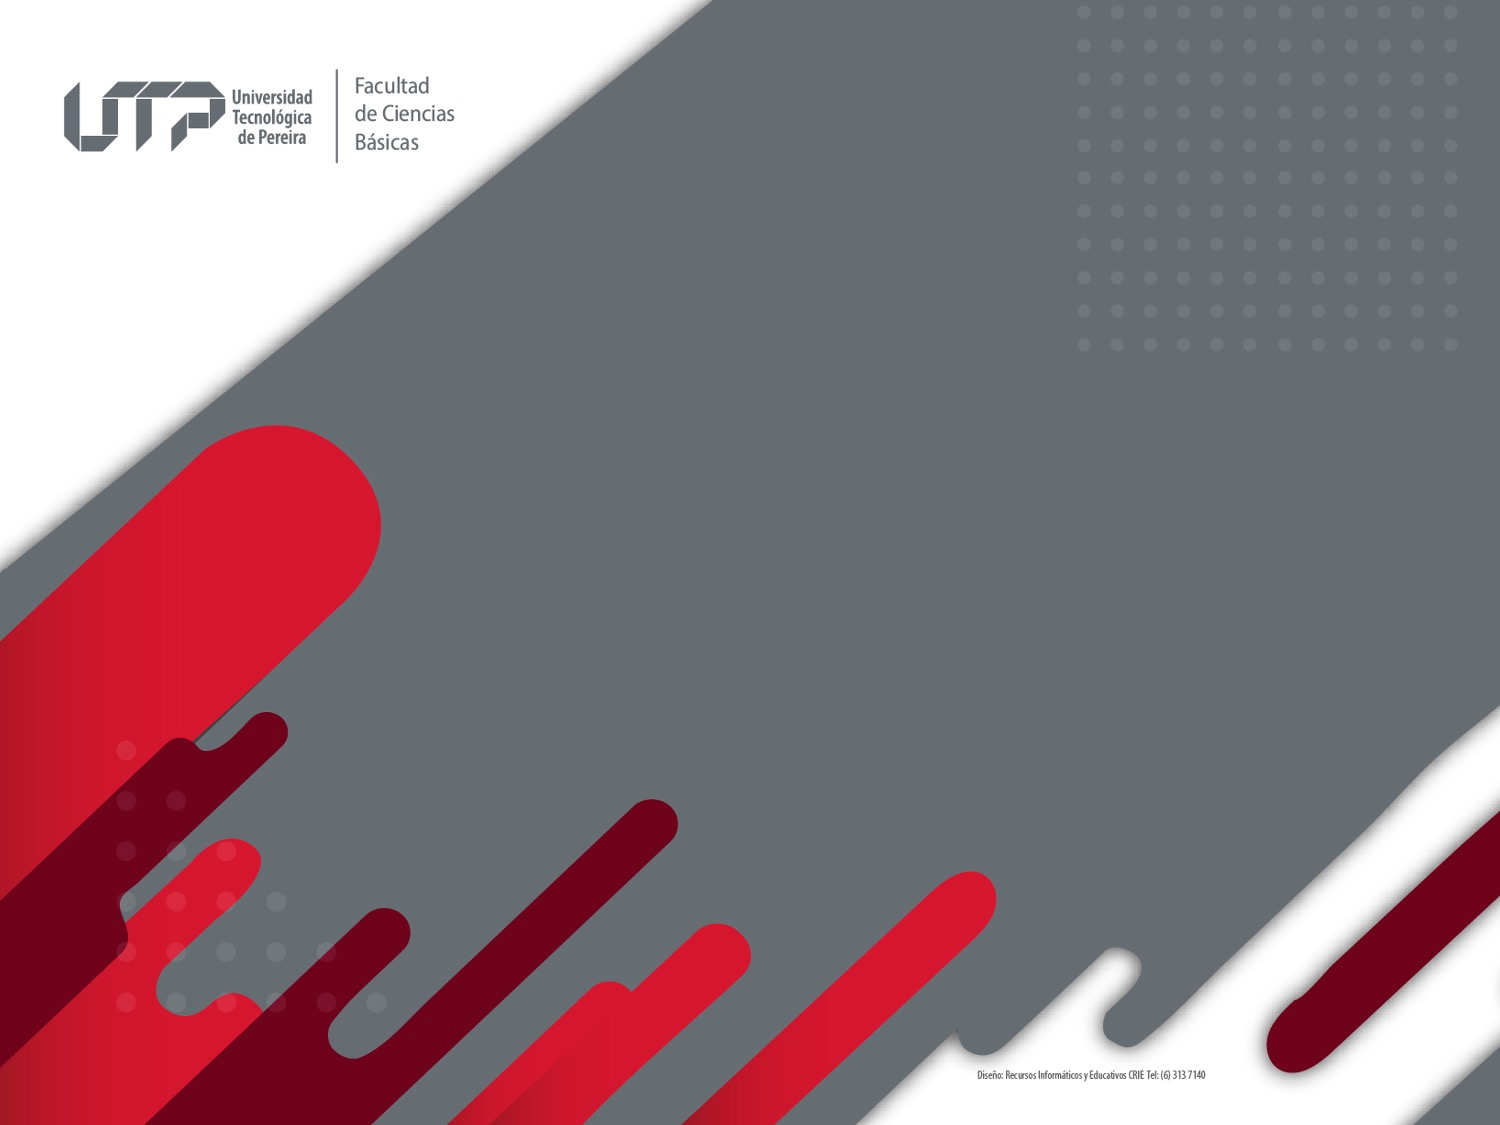 UTP
Universidad
Tecnológica
de Pereira
Facultad
de Ciencias
Básicas
Diseño: Recursos Informáticos y Educativos CRIE Tel: (6) 313 7140